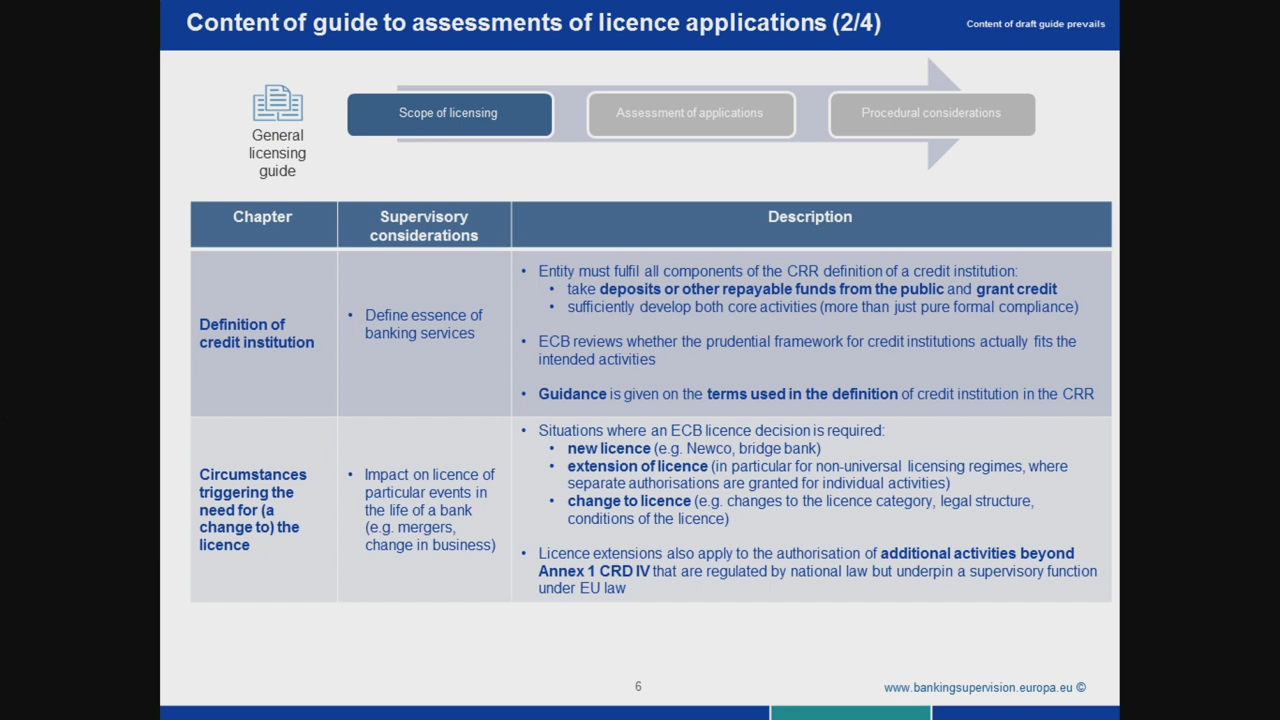 Content of guide to assessments of licence applications (2/4)
Content of draft guide prevails
General
licensing
guide
Scope of licensing
Assessment of applications
Procedural considerations
Chapter
Supervisory
considerations
Description
Definition of
credit institution
• Define essence of
banking services
• Entity must fulfil all components of the CRR definition of a credit institution:
• take deposits or other repayable funds from the public and grant credit
• sufficiently develop both core activities (more than just pure formal compliance)
• ECB reviews whether the prudential framework for credit institutions actually fits the
intended activities
• Guidance is given on the terms used in the definition of credit institution in the CRR
Circumstances
triggering the
need for (a
change to) the
licence
• Impact on licence of
particular events in
the life of a bank
(e.g. mergers,
change in business)
• Situations where an ECB licence decision is required:
• new licence (e.g. Newco, bridge bank)
• extension of licence (in particular for non-universal licensing regimes, where
separate authorisations are granted for individual activities)
• change to licence (e.g. changes to the licence category, legal structure,
conditions of the licence)
• Licence extensions also apply to the authorisation of additional activities beyond
Annex 1 CRD IV that are regulated by national law but underpin a supervisory function
under EU law
6
www.bankingsupervision.europa.eu ©